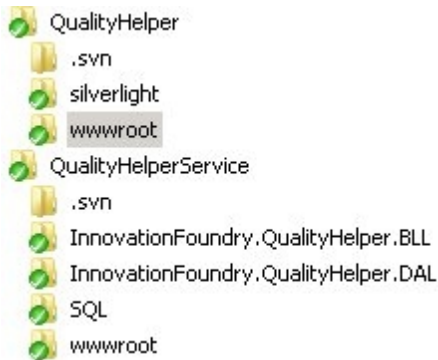 QualityHelper
.svn
silverlight
wwwroot
QualityHelperService
.svn
InnovationFoundry.QualityHelper.BLL
InnovationFoundry.QualityHelper.DAL
SQL
wwwroot